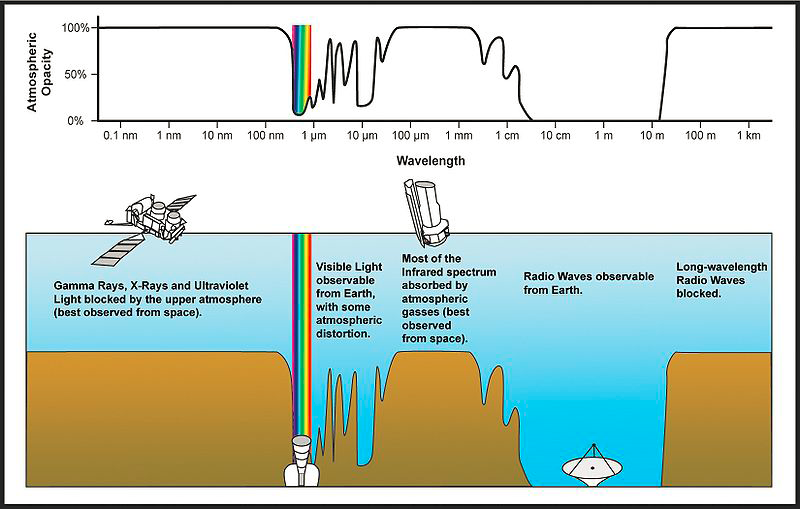 Atmospheric
Opacity
100%
50%
0%
0.1 nm 1 nm 10 nm 100 nm 1 µm 10 µm 100 µm 1 mm 1 cm 10 cm 1 m 10 m 100 m 1 km
Wavelength
Gamma Rays, X-Rays and Ultraviolet
Light blocked by the upper atmosphere
(best observed from space).
Visible Light
observable
from Earth,
with some
atmospheric
distortion.
Most of the
Infrared spectrum
absorbed by
atmospheric
gasses (best
observed
from space).
Radio Waves observable
from Earth.
Long-wavelength
Radio Waves
blocked.